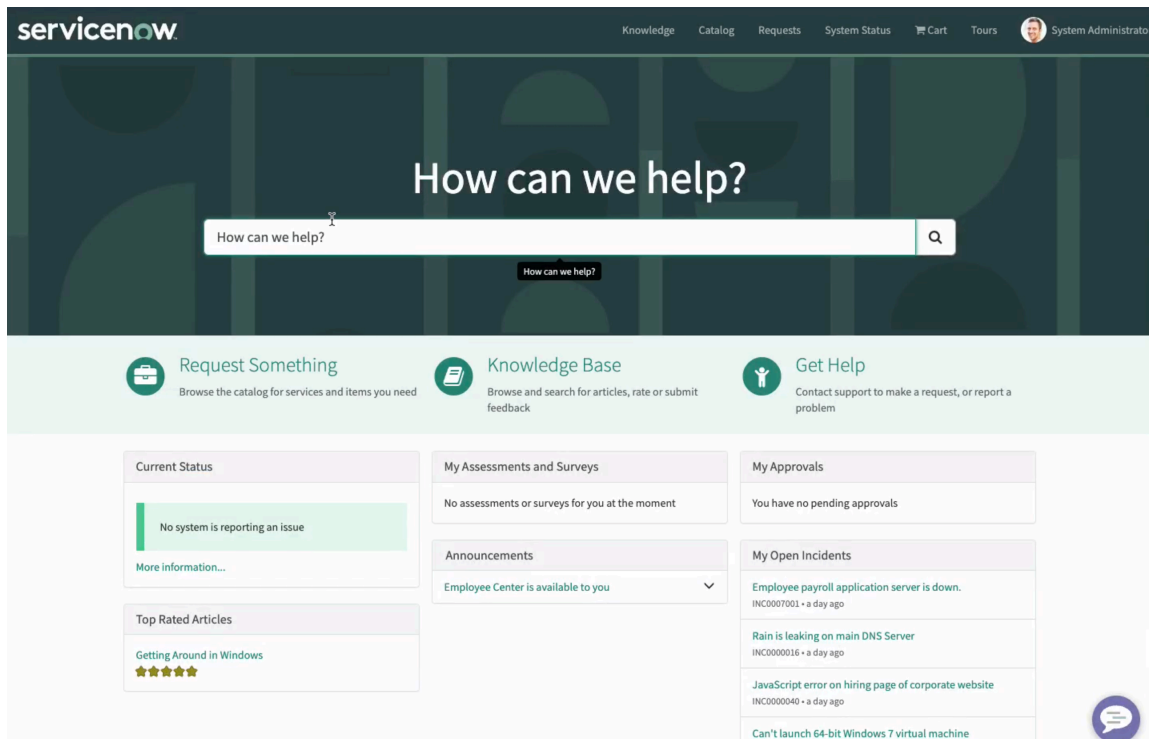 servicenow
Knowledge
Catalog
Requests
System Status
Cart
Tours
System Administrato
How can we help?
How can we help?
How can we help?
Request Something
Browse the catalog for services and items you need
Knowledge Base
Browse and search for articles, rate or submit
feedback
Get Help
Contact support to make a request, or report a
problem
Current Status
No system is reporting an issue
More information...
Top Rated Articles
Getting Around in Windows
My Assessments and Surveys
No assessments or surveys for you at the moment
Announcements
Employee Center is available to you
My Approvals
You have no pending approvals
My Open Incidents
Employee payroll application server is down.
INC0007001 • a day ago
Rain is leaking on main DNS Server
INC0000016 • a day ago
JavaScript error on hiring page of corporate website
INC0000040 • a day ago
Can't launch 64-bit Windows 7 virtual machine